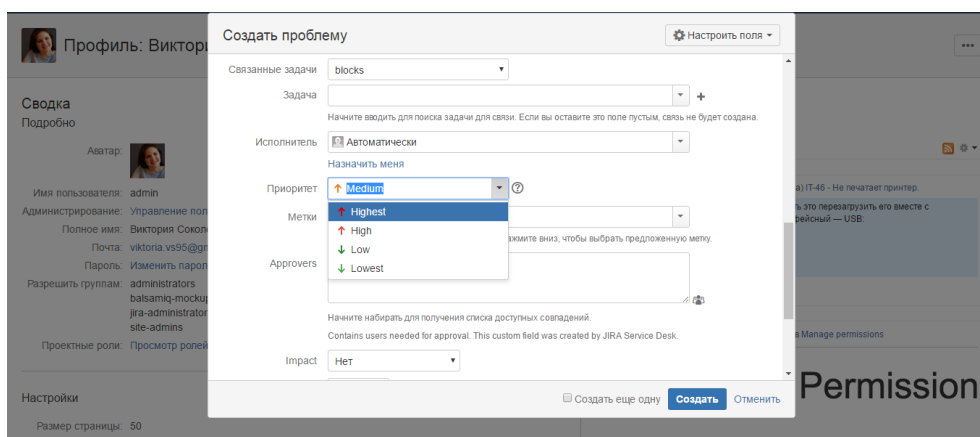 Профиль: Виктори
Сводка
Подробно
Аватар:
Имя пользователя: admin
Администрирование: Управление пол
Полное имя: Виктория Сокол
Почта: viktoria.vs95@g
Пароль: Изменить парол
Разрешить группам: administrators
balsamiq-mockup
jira-administrator
site-admins
Проектные роли: Просмотр ролей
Настройки
Размер страницы: 50
Создать проблему
Настроить поля
Связанные задачи blocks
Задача
Начните вводить для поиска задачи для связи. Если вы оставите это поле пустым, связь не будет создана.
Исполнитель Автоматически
Назначить меня
Приоритет Medium
Highest
High
Low
Lowest
Метки
ажмите вниз, чтобы выбрать предложенную метку.
Approvers
Начните набирать для получения списка доступных совпадений.
Contains users needed for approval. This custom field was created by JIRA Service Desk.
Impact Нет
Создать еще одну Создать Отменить
а) IT-46 - Не печатает принтер.
ь это перезагрузить его вместе с
фейсный — USB:
в Manage permissions
Permission